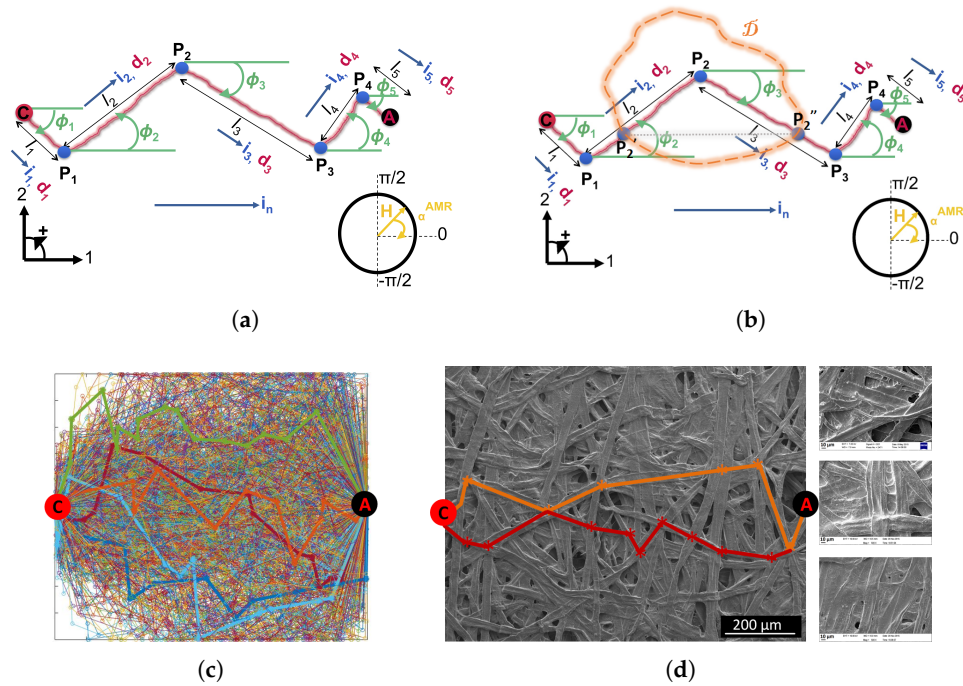 P₂
i₂, d₂
l₂
ϕ₃
i₄, d₄
ϕ₅
l₅
i₅, d₅
P₄
C
ϕ₁
l₁
ϕ₂
l₃
l₄
A
ϕ₄
i₁, d₁
P₁
i₃, d₃
P₃
iₙ
2
+
1
π/2
H
α^AMR
0
-π/2
(a)
𝒟
P₂
i₂, d₂
l₂
ϕ₃
i₄, d₄
l₅
i₅, d₅
P₄
ϕ₅
C
ϕ₁
l₁
P₂'
ϕ₂
P₂''
l₃
l₄
A
ϕ₄
i₁, d₁
P₁
i₃, d₃
P₃
iₙ
2
+
1
π/2
H
α^AMR
0
-π/2
(b)
C
A
(c)
C
A
200 µm
10 µm
10 µm
10 µm
(d)